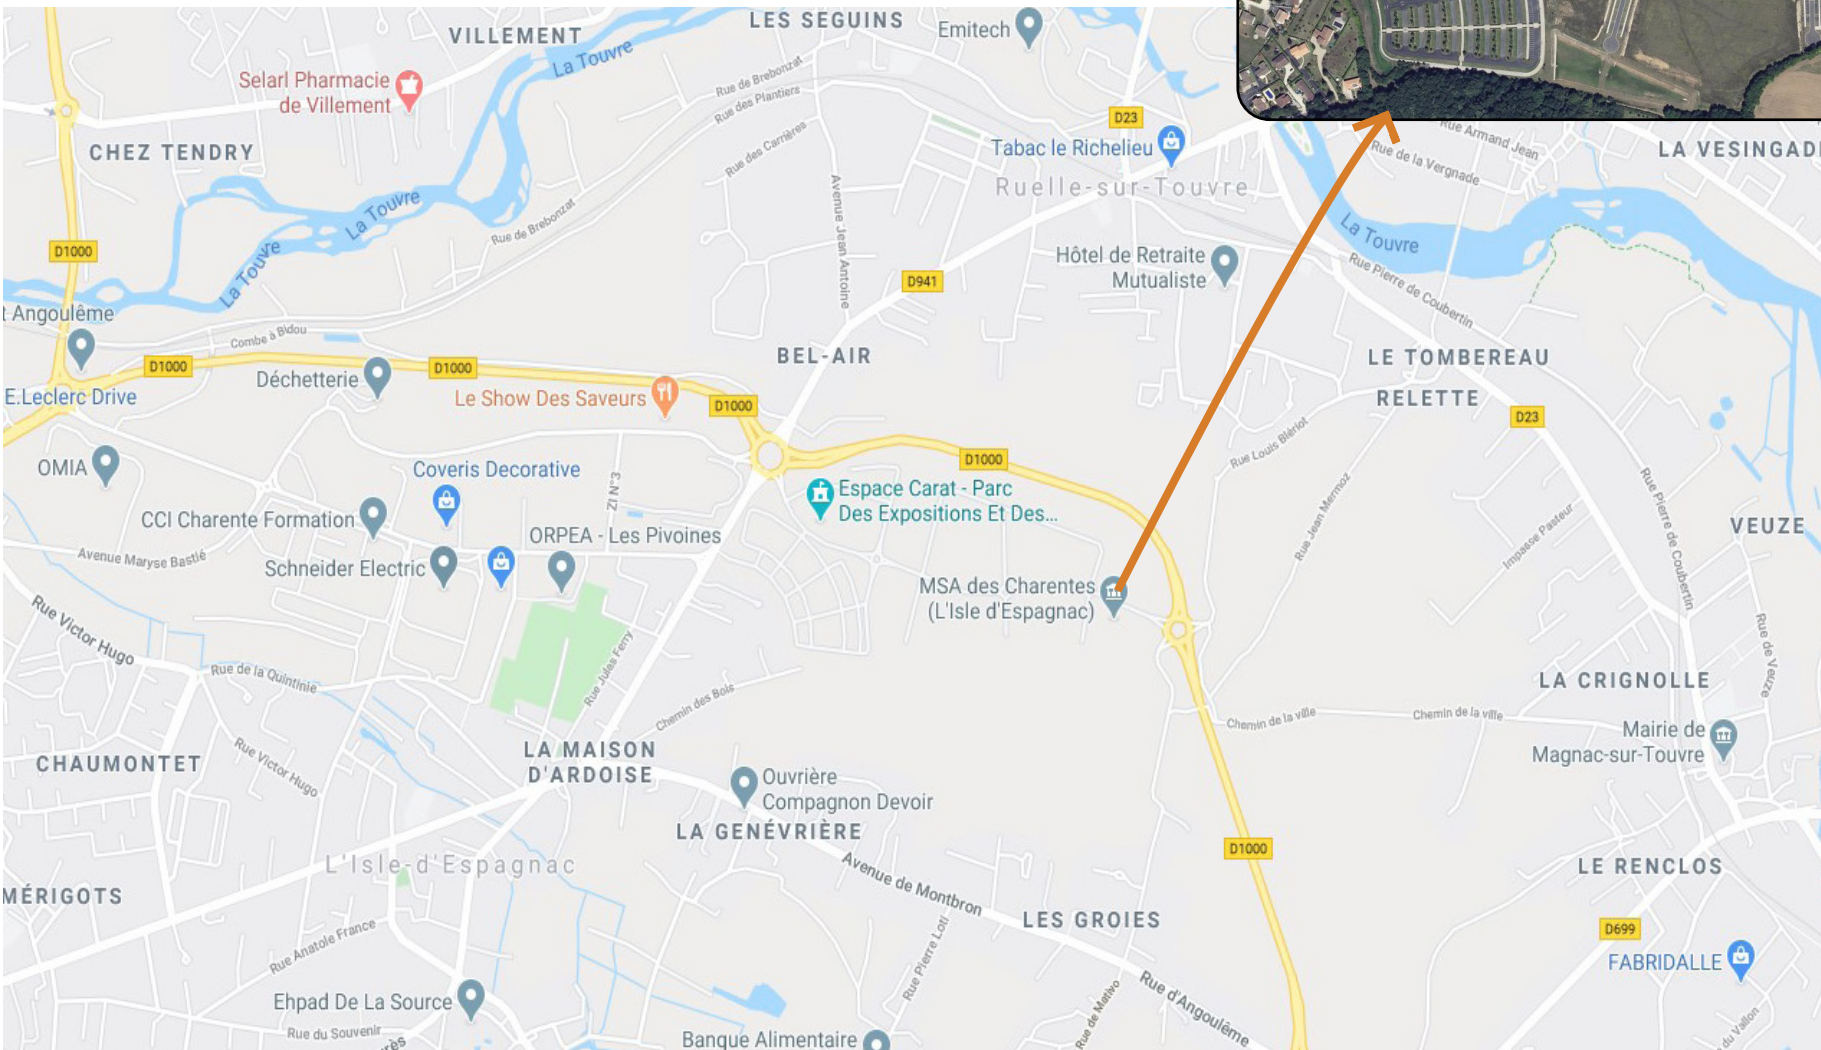 VILLEMENT
LES SEGUINS
Emitech
La Touvre
Selarl Pharmacie
de Villement
Rue de Brebonzat
Rue des Plantiers
D23
Rue Armand Jean
CHEZ TENDRY
Rue des Carrières
Tabac le Richelieu
Rue de la Vergnade
LA VESINGADE
Ruelle-sur-Touvre
La Touvre
Avenue Jean Antoine
Rue de Brebonzat
La Touvre
D1000
La Touvre
Hôtel de Retraite
Mutualiste
Rue Pierre de Coubertin
D941
t Angoulême
Combe à Bidou
BEL-AIR
LE TOMBEREAU
D1000
D1000
Déchetterie
E.Leclerc Drive
Le Show Des Saveurs
D1000
RELETTE
D23
OMIA
Coveris Decorative
D1000
Rue Louis Blériot
ZI N°3
Espace Carat - Parc
Des Expositions Et Des...
CCI Charente Formation
Rue Jean Mermoz
Impasse Pasteur
Rue Pierre de Coubertin
VEUZE
ORPEA - Les Pivoines
Avenue Maryse Bastié
Schneider Electric
MSA des Charentes
(L'Isle d'Espagnac)
Rue Victor Hugo
Rue Jules Ferry
Rue de Veuze
Rue de la Quintinie
Chemin des Bois
LA CRIGNOLLE
Chemin de la ville
Chemin de la ville
Mairie de
Magnac-sur-Touvre
CHAUMONTET
Rue Victor Hugo
LA MAISON
D'ARDOISE
Ouvrière
Compagnon Devoir
LA GENÉVRIÈRE
D1000
L'Isle-d'Espagnac
Avenue de Montbron
LE RENCLOS
MÉRIGOTS
LES GROIES
D699
Rue Anatole France
Rue Pierre Loti
FABRIDALLE
Ehpad De La Source
Rue de Mativo
Rue d'Angoulême
Rue du Souvenir
du Vallon
Banque Alimentaire